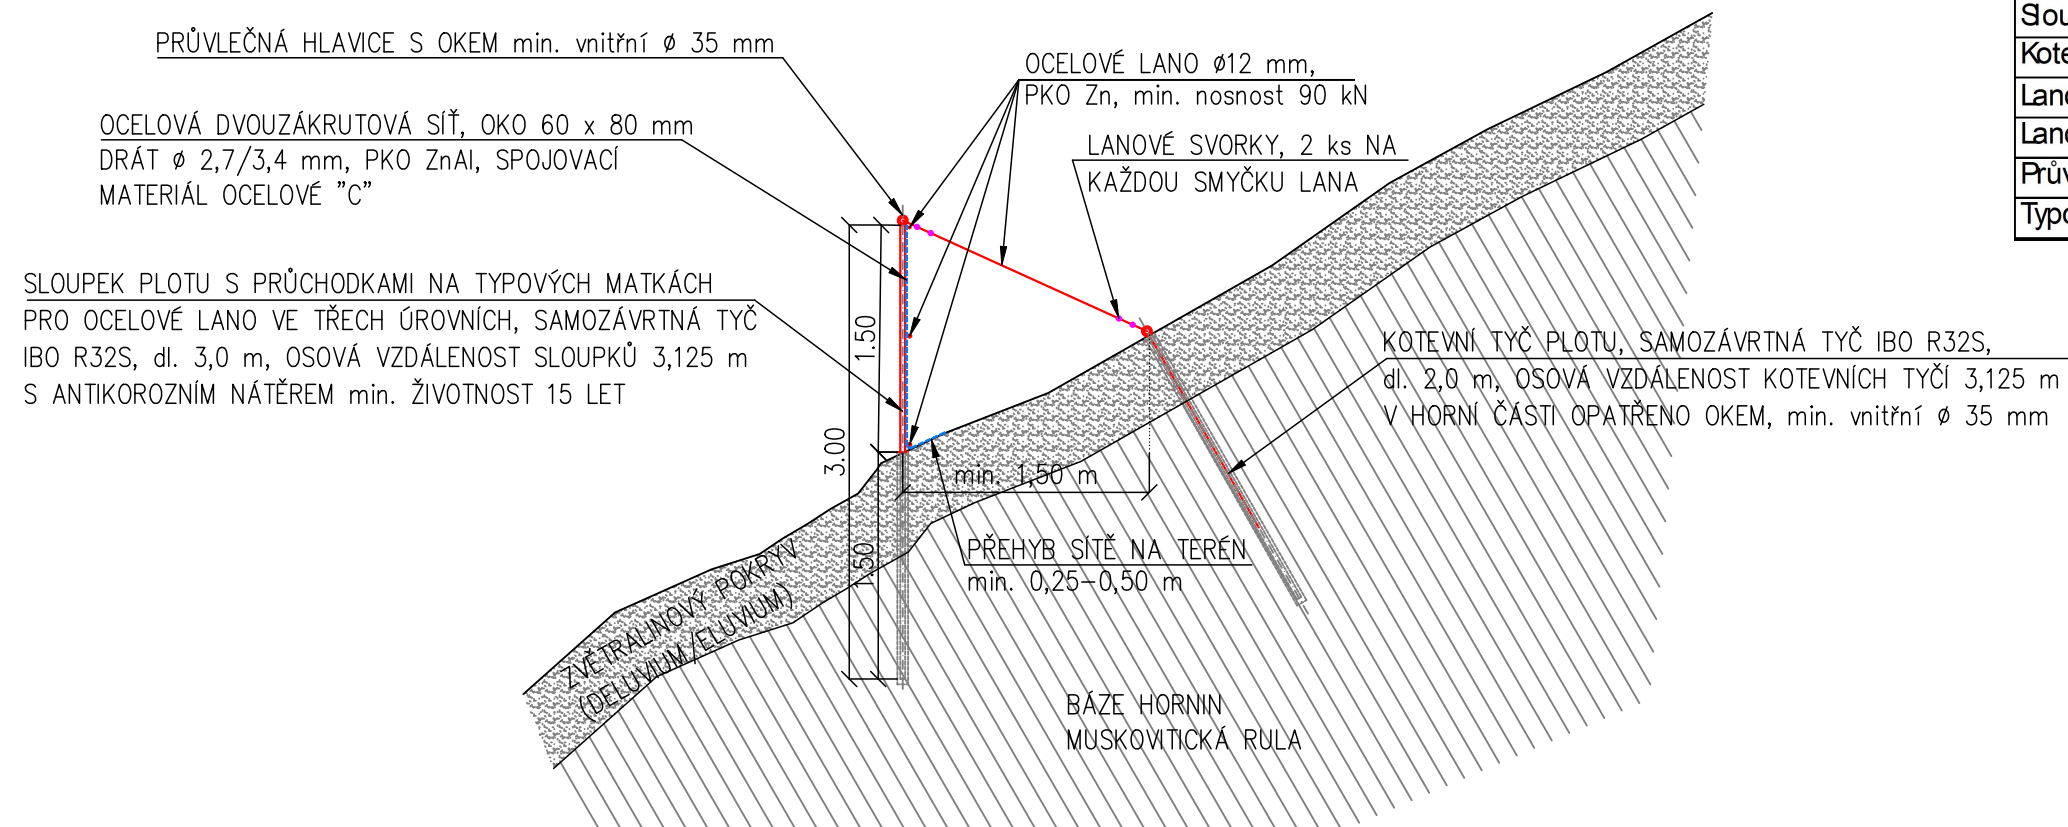 PRŮVLEČNÁ HLAVICE S OKEM min. vnitřní ø 35 mm
OCELOVÁ DVOUZÁKRUTOVÁ SÍŤ, OKO 60 x 80 mm
DRÁT ø 2,7/3,4 mm, PKO ZnAl, SPOJOVACÍ
MATERIÁL OCELOVÉ "C"
SLOUPEK PLOTU S PRŮCHODKAMI NA TYPOVÝCH MATKÁCH
PRO OCELOVÉ LANO VE TŘECH ÚROVNÍCH, SAMOZÁVRTNÁ TYČ
IBO R32S, dl. 3,0 m, OSOVÁ VZDÁLENOST SLOUPKŮ 3,125 m
S ANTIKOROZNÍM NÁTĚREM min. ŽIVOTNOST 15 LET
OCELOVÉ LANO ø12 mm,
PKO Zn, min. nosnost 90 kN
LANOVÉ SVORKY, 2 ks NA
KAŽDOU SMYČKU LANA
KOTEVNÍ TYČ PLOTU, SAMOZÁVRTNÁ TYČ IBO R32S,
dl. 2,0 m, OSOVÁ VZDÁLENOST KOTEVNÍCH TYČÍ 3,125 m
V HORNÍ ČÁSTI OPATŘENO OKEM, min. vnitřní ø 35 mm
1.50
3.00
1.50
min. 1,50 m
PŘEHYB SÍTĚ NA TERÉN
min. 0,25-0,50 m
ZVĚTRALINOVÝ POKRYV
(DELUVIUM/ELUVIUM)
BÁZE HORNIN
MUSKOVITICKÁ RULA
Slou
Kote
Lano
Lano
Prův
Typo